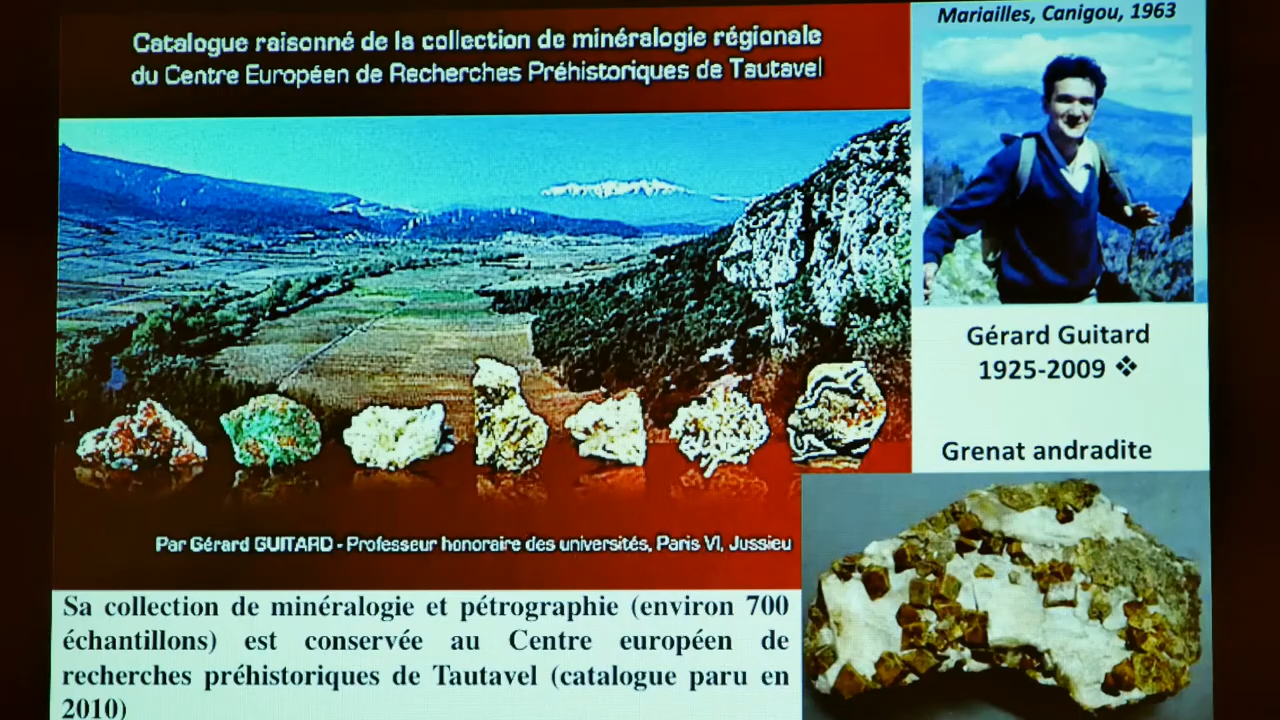 Catalogue raisonné de la collection de minéralogie régionale
du Centre Européen de Recherches Préhistoriques de Tautavel
Mariailles, Canigou, 1963
Gérard Guitard
1925-2009 ❖
Grenat andradite
Par Gérard GUITARD - Professeur honoraire des universités, Paris VI, Jussieu
Sa collection de minéralogie et pétrographie (environ 700
échantillons) est conservée au Centre européen de
recherches préhistoriques de Tautavel (catalogue paru en
2010)